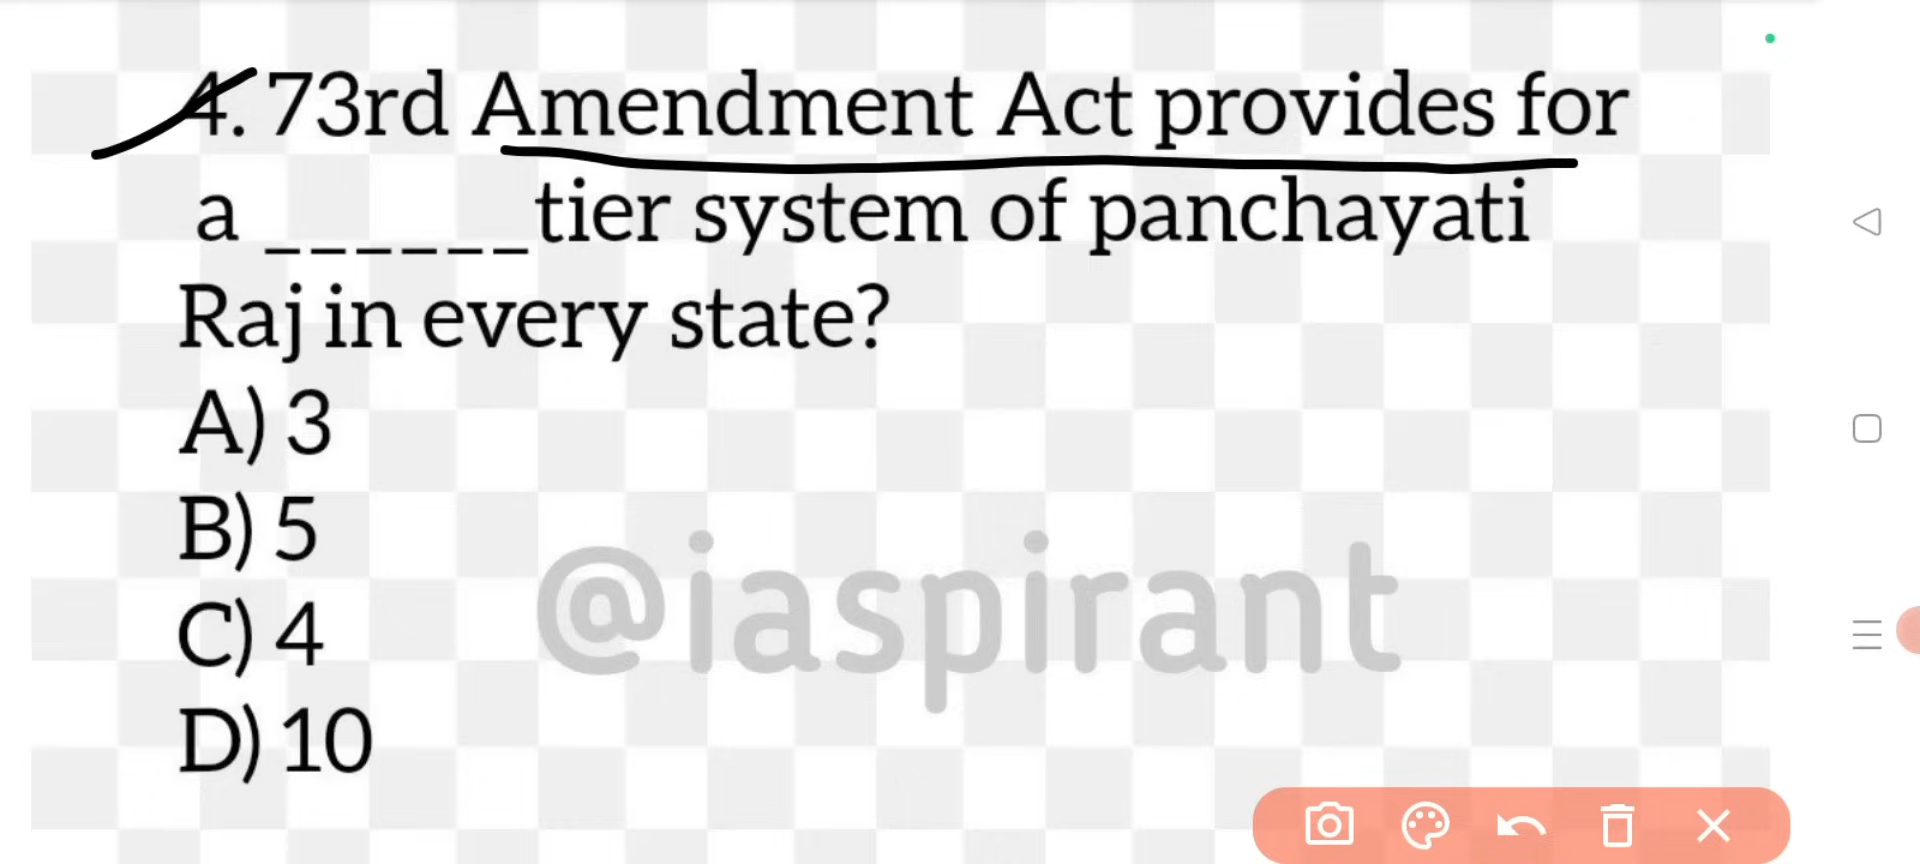 4. 73rd Amendment Act provides for
a ______tier system of panchayati
Raj in every state?
A) 3
B) 5
C) 4
D) 10
@iaspirant